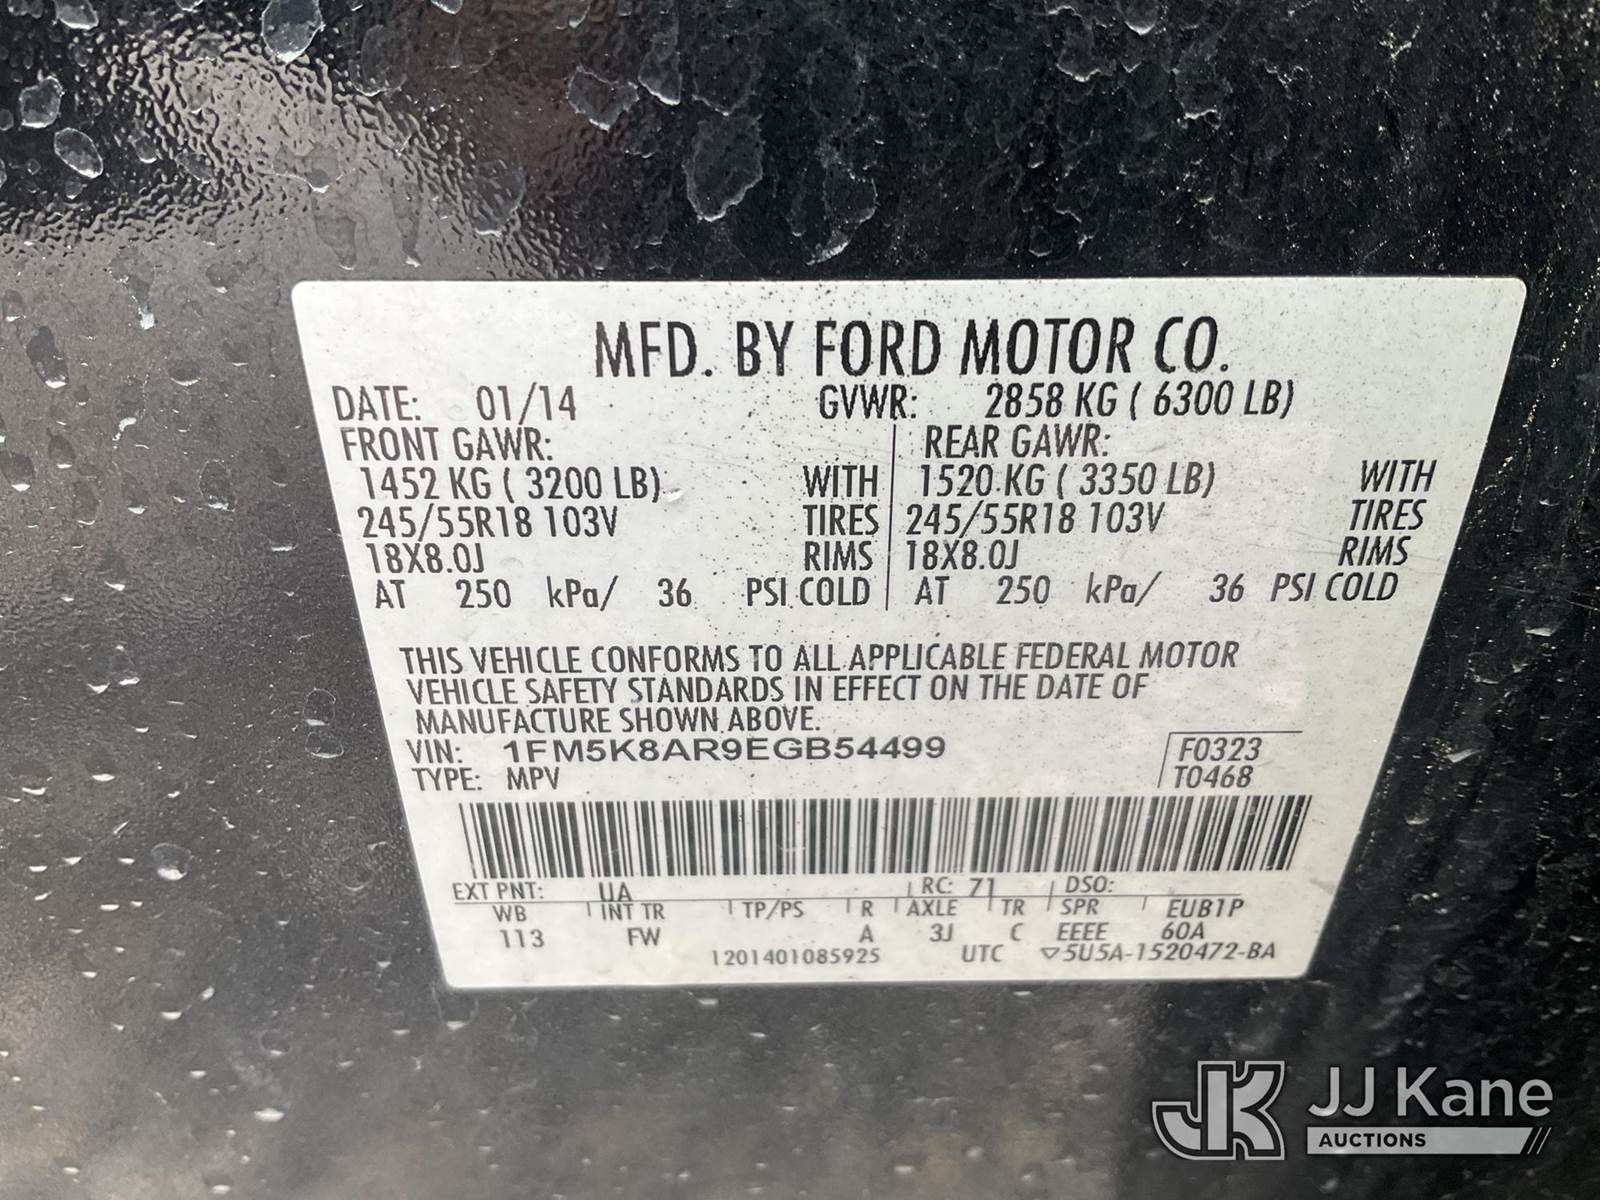 MFD. BY FORD MOTOR CO.
DATE: 01/14 GVWR: 2858 KG ( 6300 LB)
FRONT GAWR: REAR GAWR:
1452 KG ( 3200 LB) WITH 1520 KG ( 3350 LB) WITH
245/55R18 103V TIRES 245/55R18 103V TIRES
18X8.0J RIMS 18X8.0J RIMS
AT 250 kPa/ 36 PSI COLD AT 250 kPa/ 36 PSI COLD
THIS VEHICLE CONFORMS TO ALL APPLICABLE FEDERAL MOTOR
VEHICLE SAFETY STANDARDS IN EFFECT ON THE DATE OF
MANUFACTURE SHOWN ABOVE.
VIN: 1FM5K8AR9EGB54499 F0323
TYPE: MPV T0468
EXT PNT: UA RC: 71 DSO:
WB INT TR TP/PS R AXLE TR SPR EUB1P
113 FW A 3J C EEEE 60A
1201401085925 UTC ▽5U5A-1520472-BA
JK JJ Kane
AUCTIONS